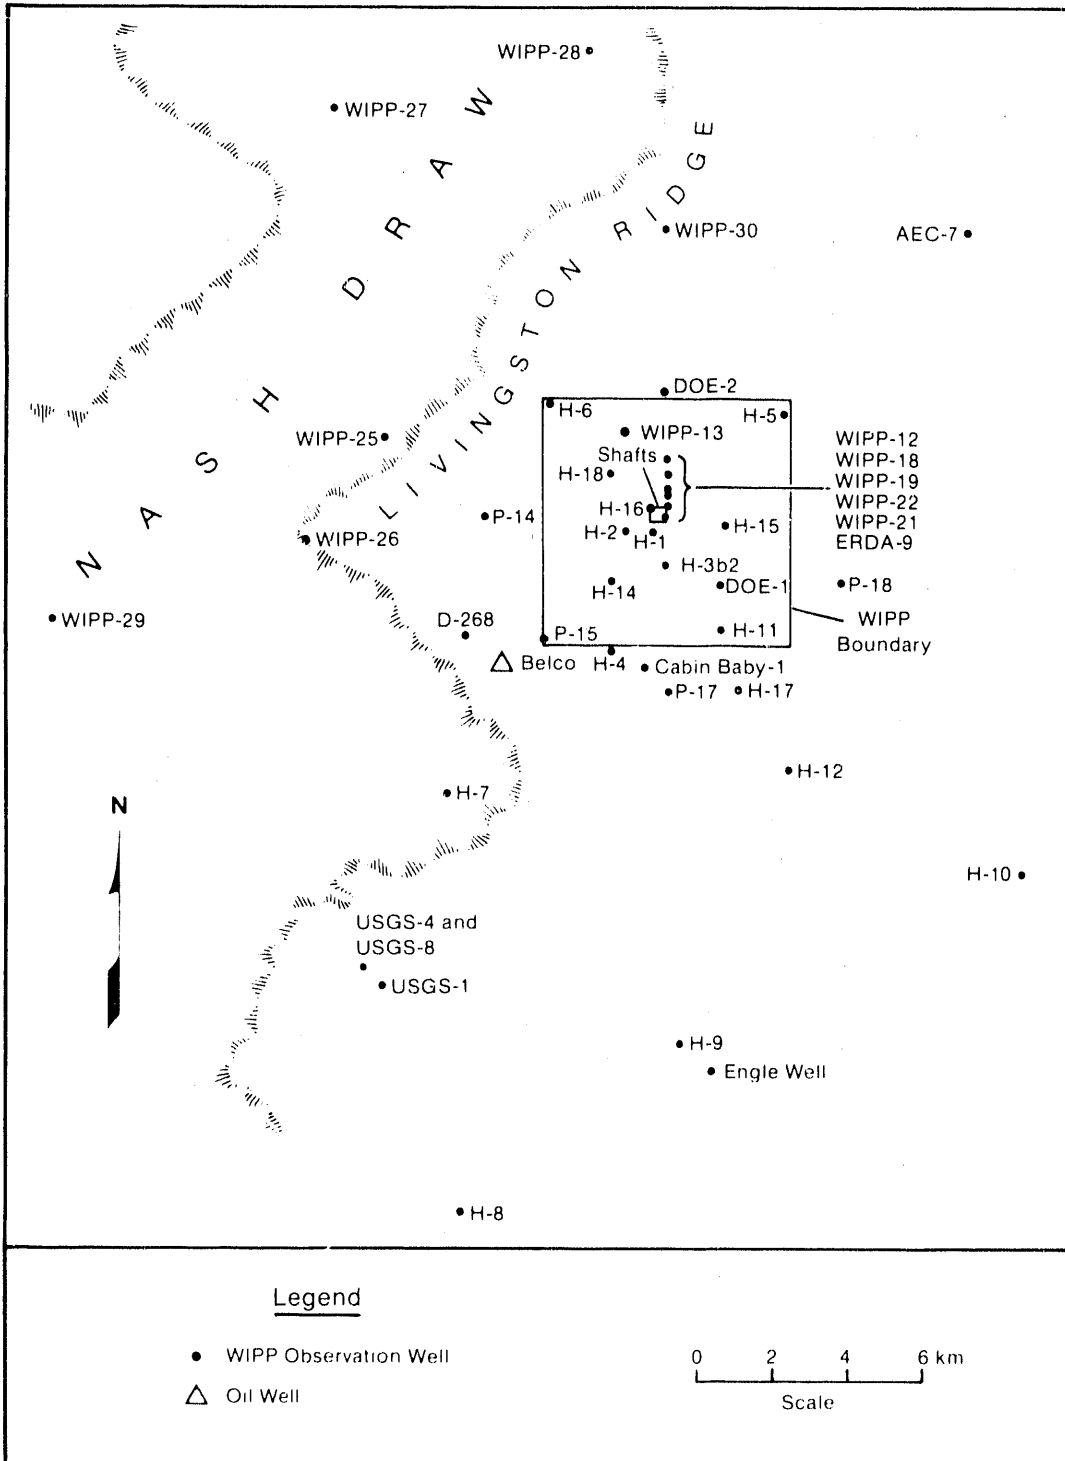 WIPP-28
WIPP-27
NASH DRAW
LIVINGSTON RIDGE
WIPP-30
AEC-7
DOE-2
H-6
H-5
WIPP-25
WIPP-13
Shafts
H-18
WIPP-12
WIPP-18
WIPP-19
WIPP-22
WIPP-21
ERDA-9
H-16
P-14
H-15
H-2
H-1
WIPP-26
H-3b2
H-14
DOE-1
P-18
WIPP-29
D-268
P-15
H-11
WIPP
Boundary
Belco
H-4
Cabin Baby-1
P-17
H-17
H-12
H-7
N
H-10
USGS-4 and
USGS-8
USGS-1
H-9
Engle Well
H-8
Legend
WIPP Observation Well
Oil Well
0 2 4 6 km
Scale